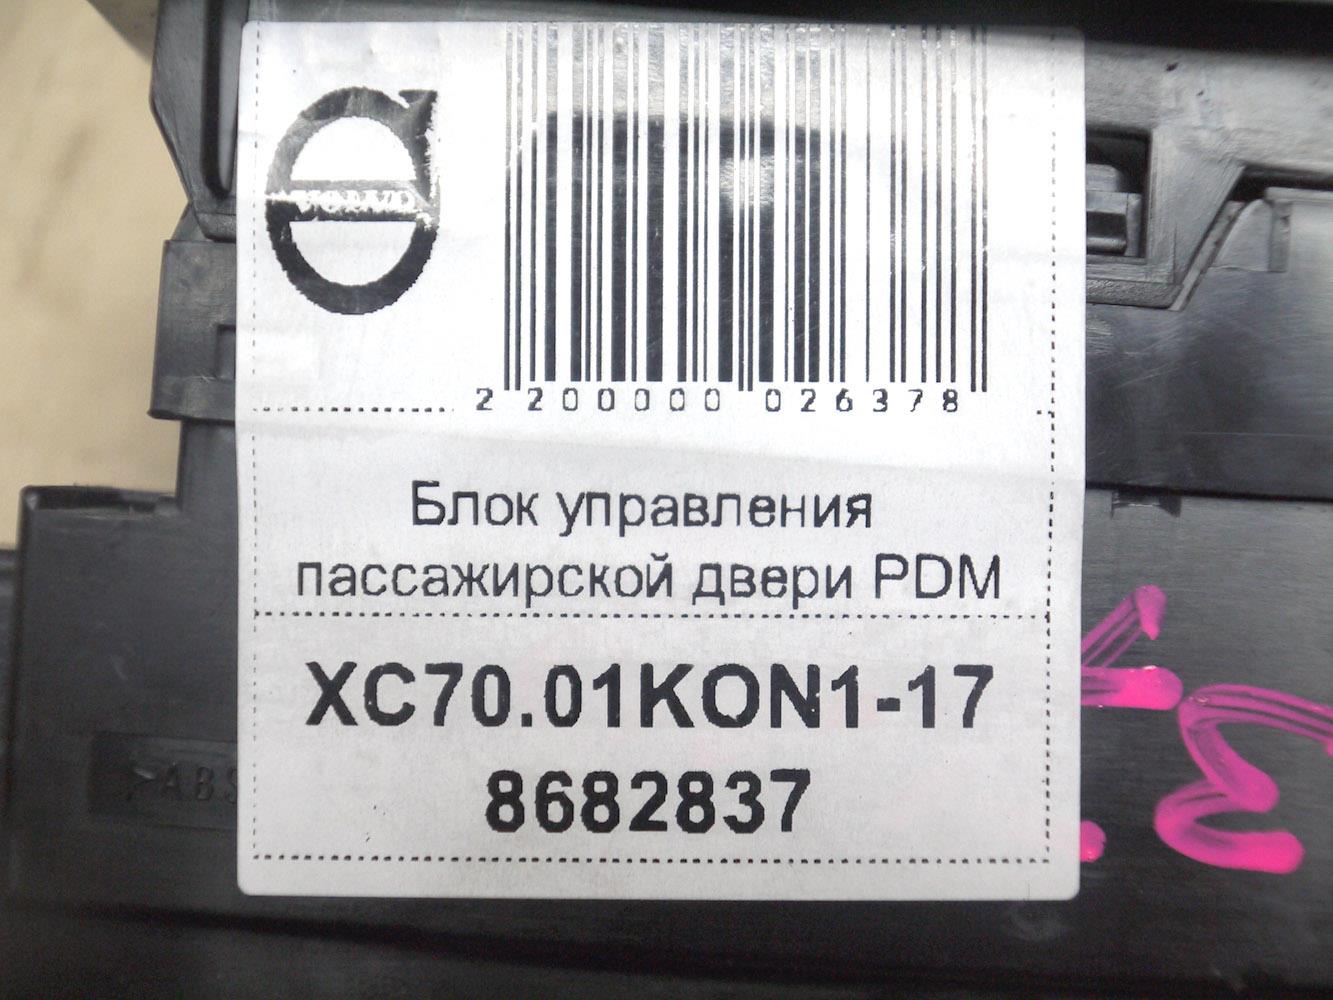 VOLVO
2 200000 026378
Блок управления
пассажирской двери PDM
XC70.01KON1-17
8682837
>ABS